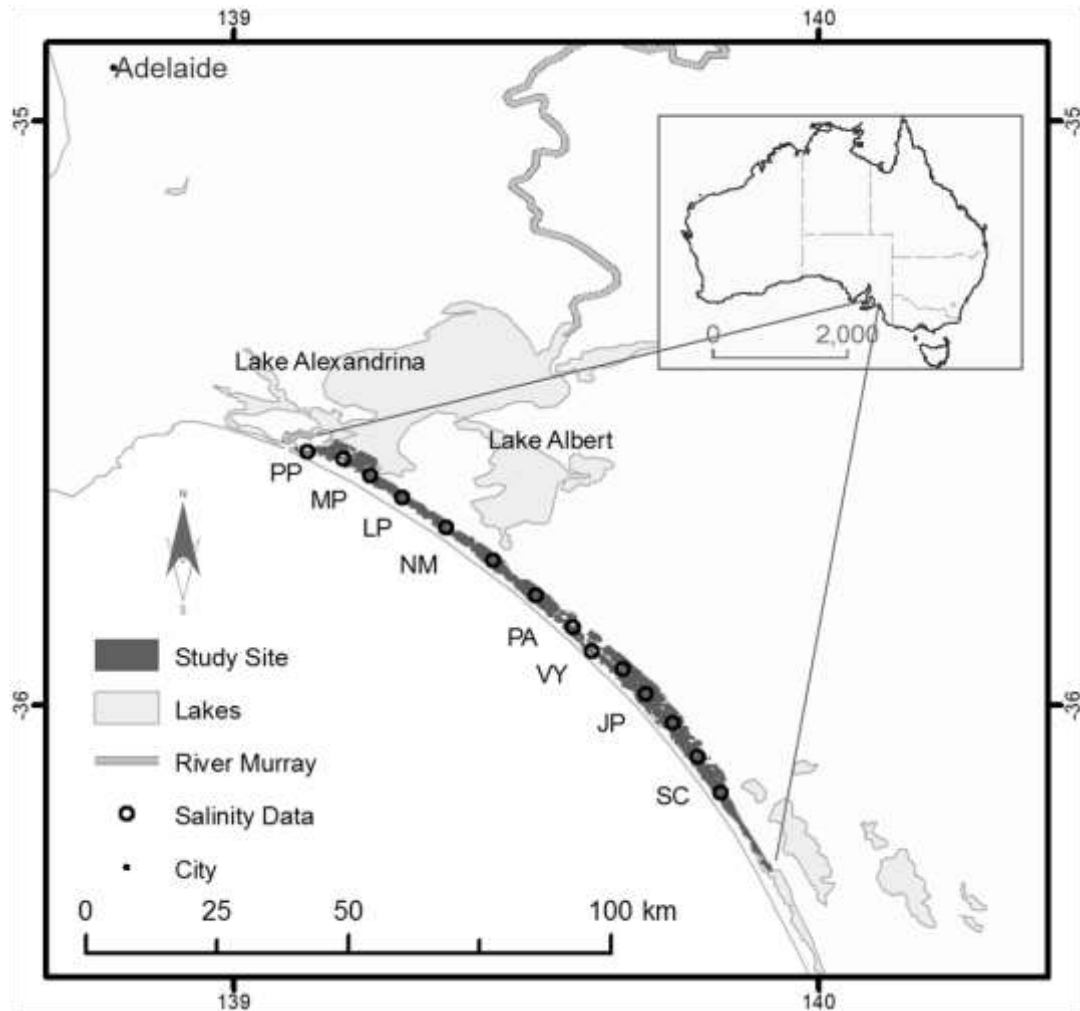 139
140
Adelaide
-35
-35
0
2,000
Lake Alexandrina
Lake Albert
PP
MP
LP
NM
N
S
PA
VY
-36
-36
JP
SC
Study Site
Lakes
River Murray
Salinity Data
City
0
25
50
100 km
139
140